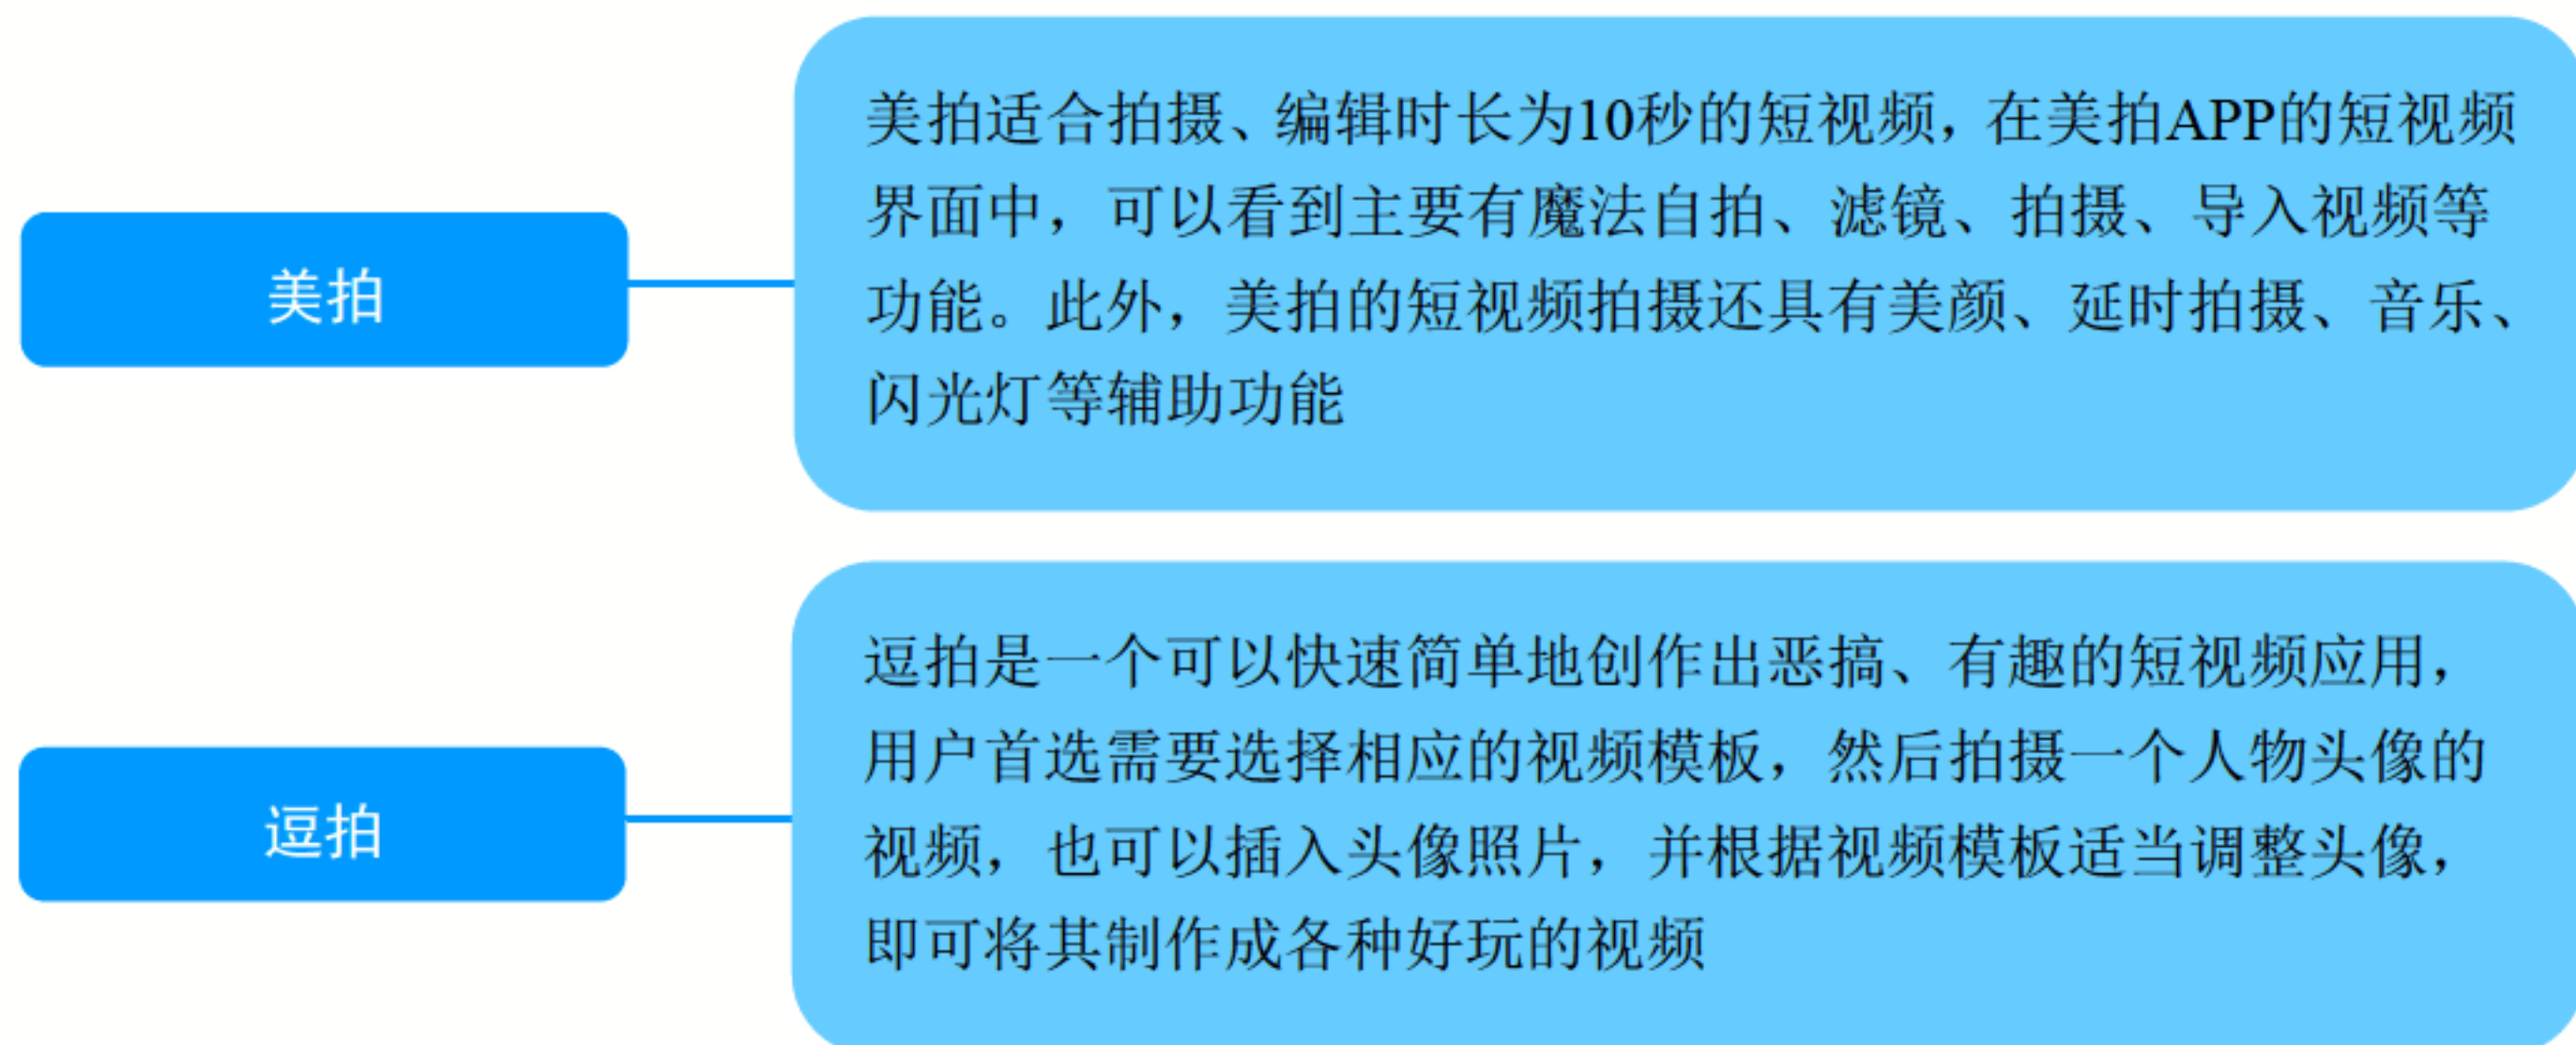 美拍
美拍适合拍摄、编辑时长为10秒的短视频，在美拍APP的短视频
界面中，可以看到主要有魔法自拍、滤镜、拍摄、导入视频等
功能。此外，美拍的短视频拍摄还具有美颜、延时拍摄、音乐、
闪光灯等辅助功能
逗拍
逗拍是一个可以快速简单地创作出恶搞、有趣的短视频应用，
用户首选需要选择相应的视频模板，然后拍摄一个人物头像的
视频，也可以插入头像照片，并根据视频模板适当调整头像，
即可将其制作成各种好玩的视频